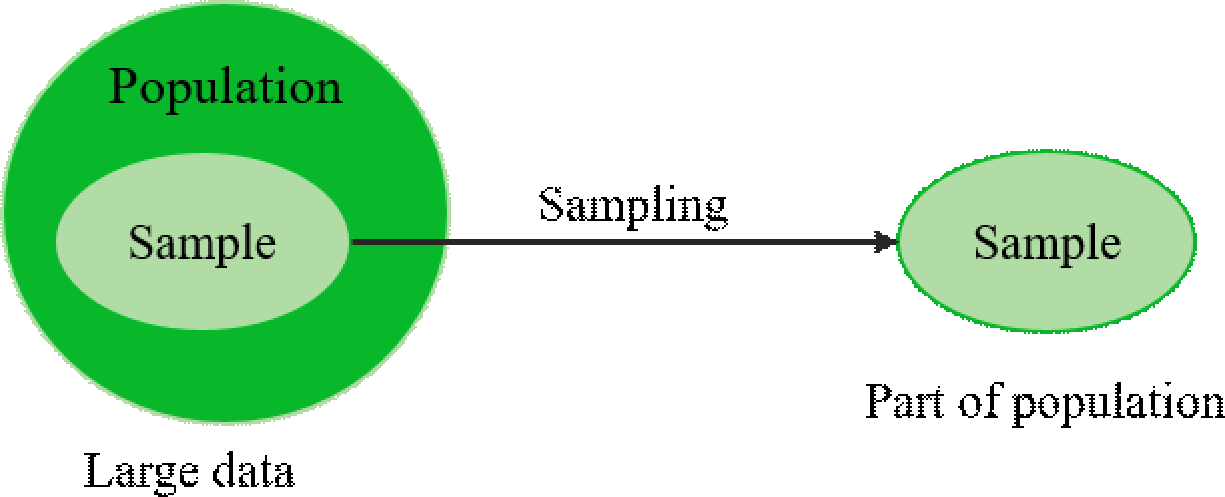 Population
Sample
Sampling
Sample
Part of population
Large data